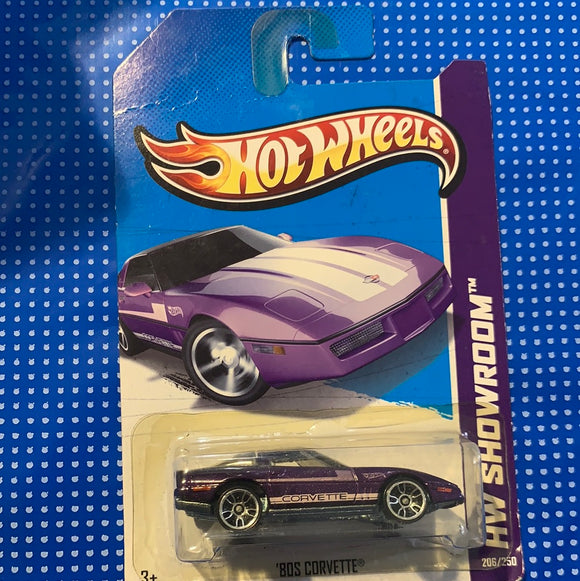 HOT WHEELS®
HW SHOWROOM™
CORVETTE
'80S CORVETTE®
206/250
3+